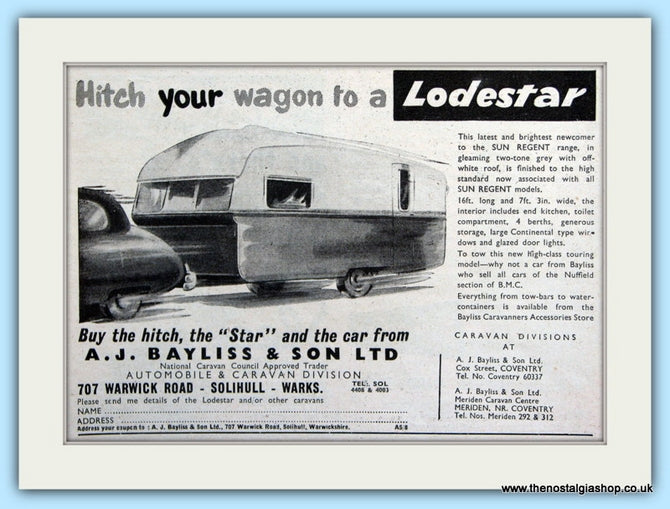 Hitch your wagon to a Lodestar
This latest and brightest newcomer
to the SUN REGENT range, in
gleaming two-tone grey with off-
white roof, is finished to the high
standard now associated with all
SUN REGENT models.
16ft. long and 7ft. 3in. wide, the
interior includes end kitchen, toilet
compartment, 4 berths, generous
storage, large Continental type win-
dows and glazed door lights.
To tow this new high-class touring
model—why not a car from Bayliss
who sell all cars of the Nuffield
section of B.M.C.
Everything from tow-bars to water-
containers is available from the
Bayliss Caravanners Accessories Store
Buy the hitch, the "Star" and the car from
A. J. BAYLISS & SON LTD
National Caravan Council Approved Trader
AUTOMOBILE & CARAVAN DIVISION
707 WARWICK ROAD - SOLIHULL - WARKS.
TEL. SOL
4408 & 4003
Please send me details of the Lodestar and/or other caravans
NAME
ADDRESS
Address your coupon to : A. J. Bayliss & Son Ltd., 707 Warwick Road, Solihull, Warwickshire. A5/8
CARAVAN DIVISIONS
AT
A. J. Bayliss & Son Ltd.
Cox Street, COVENTRY
Tel. No. Coventry 60337
A. J. Bayliss & Son Ltd.
Meriden Caravan Centre
MERIDEN, NR. COVENTRY
Tel. Nos. Meriden 292 & 312
www.thenostalgiashop.co.uk